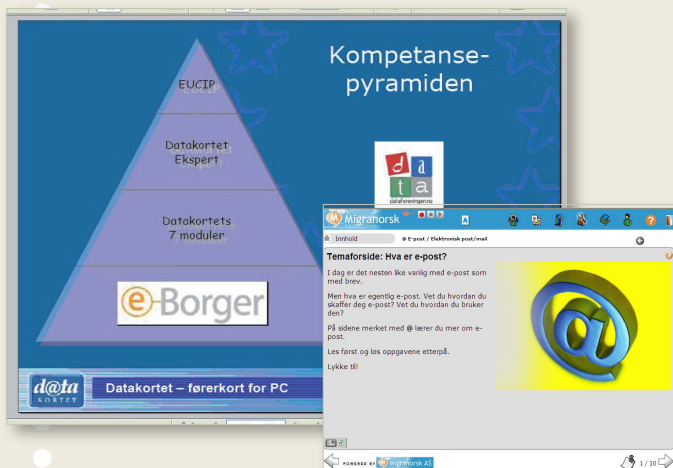 Kompetanse-
pyramiden
EUCIP
Datakortet
Ekspert
Datakortets
7 moduler
e-Borger
data
dataforeningen.no
d@ta
KORTET
Datakortet – førerkort for PC
Migranorsk
A
Innhold
@ E-post / Elektronisk post/mail
Temaforside: Hva er e-post?
I dag er det nesten like vanlig med e-post som
med brev.
Men hva er egentlig e-post. Vet du hvordan du
skaffer deg e-post? Vet du hvordan du bruker
den?
På sidene merket med @ lærer du mer om e-
post.
Les først og løs oppgavene etterpå.
Lykke til!
@
POWERED BY Migranorsk AS
1 / 10